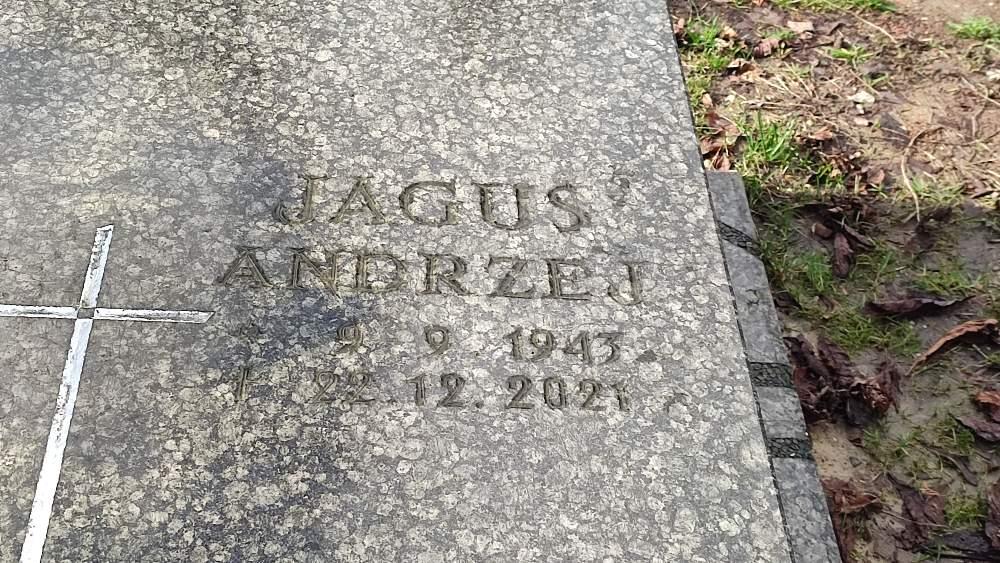 JAGUS
ANDRZEJ
* 9. 9. 1943
† 22. 12. 2021